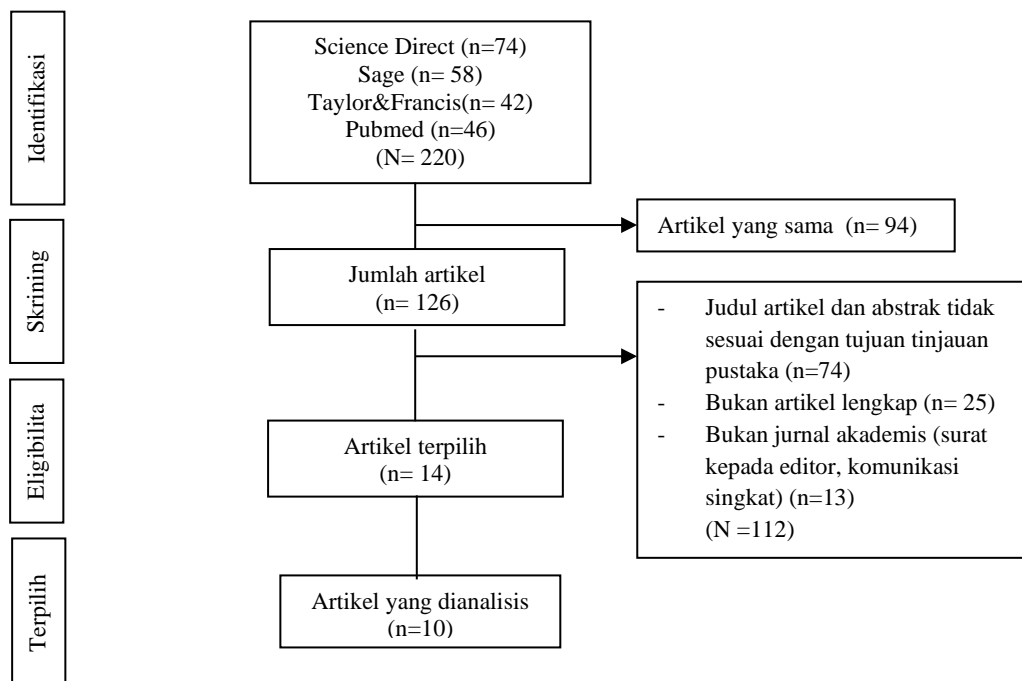 Identifikasi
Science Direct (n=74)
Sage (n= 58)
Taylor&Francis(n= 42)
Pubmed (n=46)
(N= 220)
Artikel yang sama  (n= 94)
Skrining
Jumlah artikel
(n= 126)
-   Judul artikel dan abstrak tidak
sesuai dengan tujuan tinjauan
pustaka (n=74)
-   Bukan artikel lengkap (n= 25)
-   Bukan jurnal akademis (surat
kepada editor, komunikasi
singkat) (n=13)
(N =112)
Eligibilita
Artikel terpilih
(n= 14)
Terpilih
Artikel yang dianalisis
(n=10)